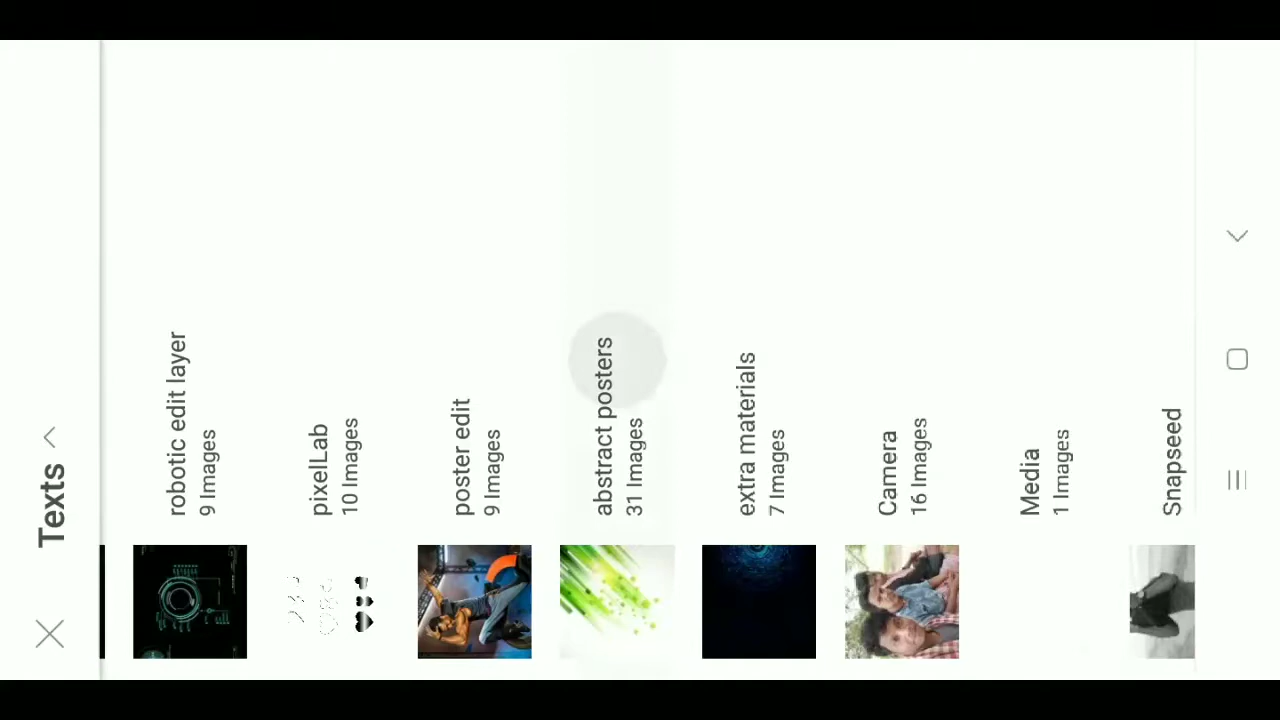 Texts
robotic edit layer
9 Images
pixelLab
10 Images
poster edit
9 Images
abstract posters
31 Images
extra materials
7 Images
Camera
16 Images
Media
1 Images
Snapseed